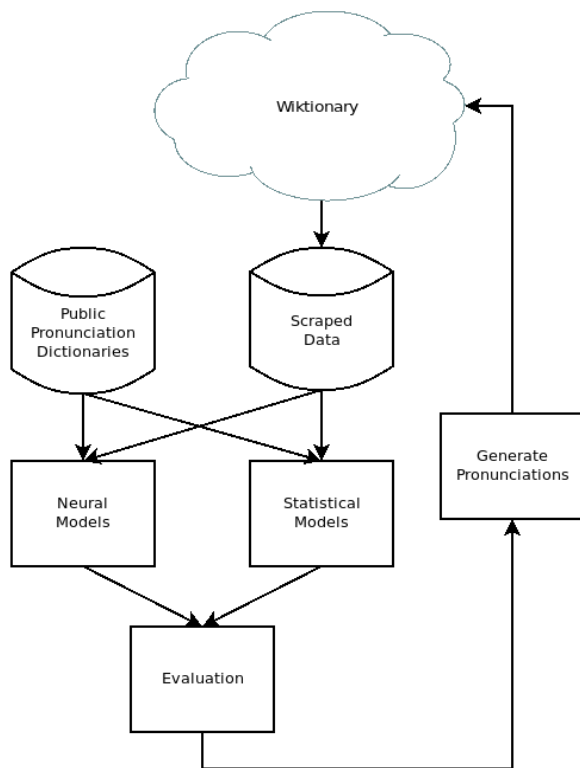 Wiktionary
Public
Pronunciation
Dictionaries
Scraped
Data
Generate
Pronunciations
Neural
Models
Statistical
Models
Evaluation